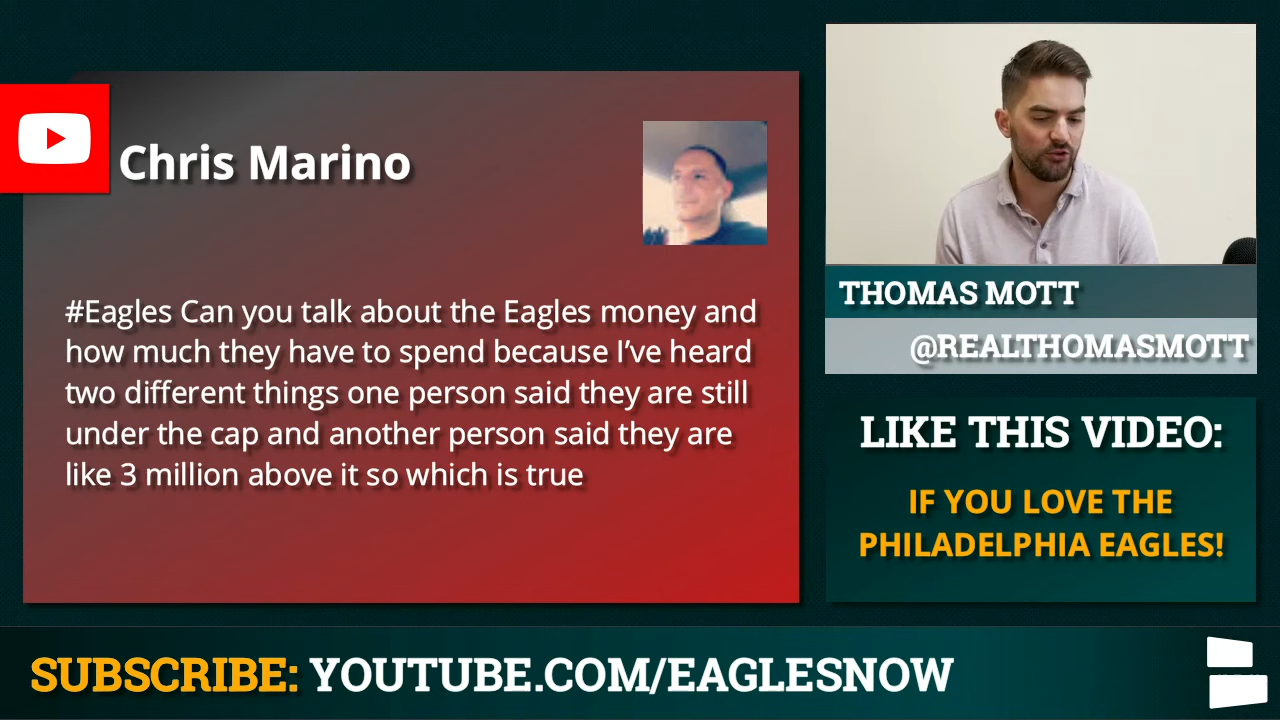 Chris Marino
#Eagles Can you talk about the Eagles money and
how much they have to spend because I’ve heard
two different things one person said they are still
under the cap and another person said they are
like 3 million above it so which is true
THOMAS MOTT
@REALTHOMASMOTT
LIKE THIS VIDEO:
IF YOU LOVE THE
PHILADELPHIA EAGLES!
SUBSCRIBE: YOUTUBE.COM/EAGLESNOW